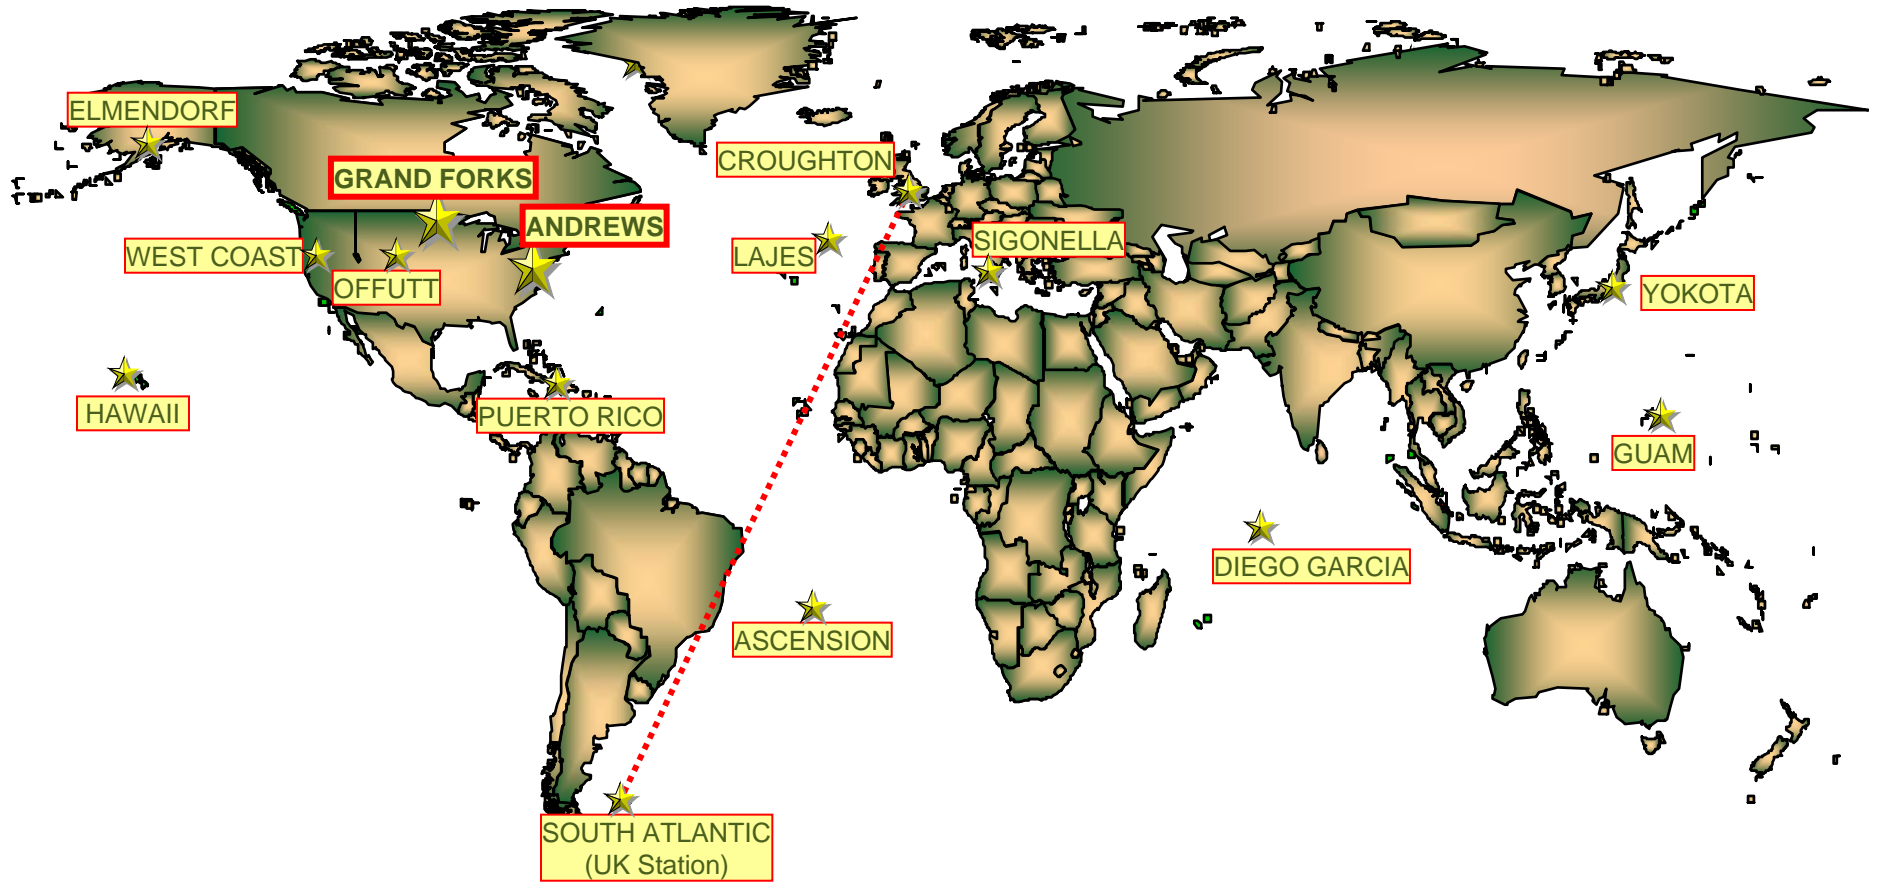 ELMENDORF
CROUGHTON
GRAND FORKS
ANDREWS
WEST COAST
LAJES
SIGONELLA
OFFUTT
YOKOTA
HAWAII
PUERTO RICO
GUAM
DIEGO GARCIA
ASCENSION
SOUTH ATLANTIC
(UK Station)